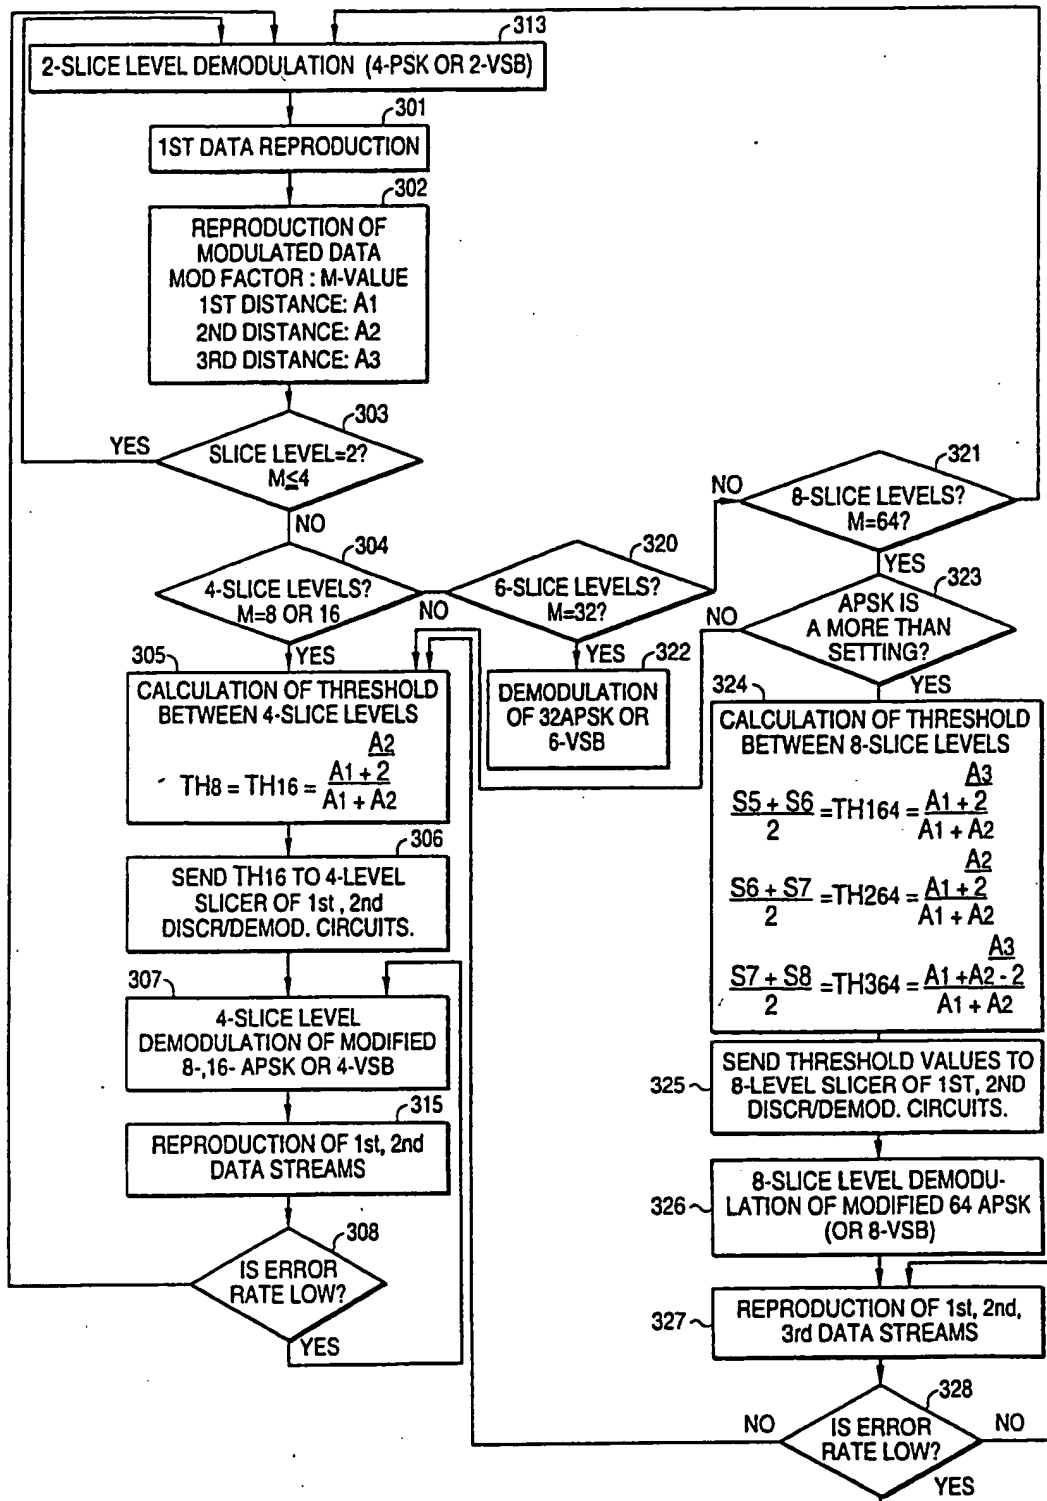 313
2-SLICE LEVEL DEMODULATION (4-PSK OR 2-VSB)
301
1ST DATA REPRODUCTION
302
REPRODUCTION OF
MODULATED DATA
MOD FACTOR : M-VALUE
1ST DISTANCE: A1
2ND DISTANCE: A2
3RD DISTANCE: A3
303
YES
SLICE LEVEL=2?
M≤4
NO
304
4-SLICE LEVELS?
M=8 OR 16
NO
YES
320
6-SLICE LEVELS?
M=32?
YES
NO
321
8-SLICE LEVELS?
M=64?
YES
322
DEMODULATION
OF 32APSK OR
6-VSB
323
NO
APSK IS
A MORE THAN
SETTING?
YES
305
CALCULATION OF THRESHOLD
BETWEEN 4-SLICE LEVELS
A2
A1 + 2
TH8 = TH16 =
A1 + A2
306
SEND TH16 TO 4-LEVEL
SLICER OF 1st , 2nd
DISCR/DEMOD. CIRCUITS.
307
4-SLICE LEVEL
DEMODULATION OF MODIFIED
8-,16- APSK OR 4-VSB
315
REPRODUCTION OF 1st, 2nd
DATA STREAMS
308
IS ERROR
RATE LOW?
YES
324
CALCULATION OF THRESHOLD
BETWEEN 8-SLICE LEVELS
A3
S5 + S6 A1 + 2
=TH164 =
2 A1 + A2
A2
S6 + S7 A1 + 2
=TH264 =
2 A1 + A2
A3
S7 + S8 A1 +A2 - 2
=TH364 =
2 A1 + A2
325
SEND THRESHOLD VALUES TO
8-LEVEL SLICER OF 1ST, 2ND
DISCR/DEMOD. CIRCUITS.
326
8-SLICE LEVEL DEMODU-
LATION OF MODIFIED 64 APSK
(OR 8-VSB)
327
REPRODUCTION OF 1st, 2nd,
3rd DATA STREAMS
328
NO
IS ERROR
RATE LOW?
NO
YES